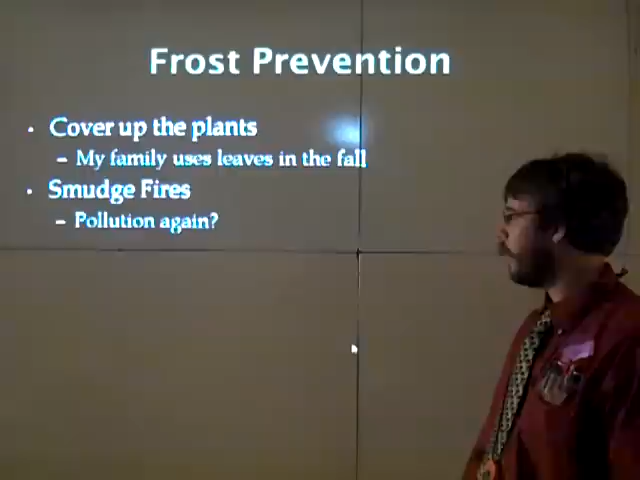 Frost Prevention
• Cover up the plants
– My family uses leaves in the fall
• Smudge Fires
– Pollution again?